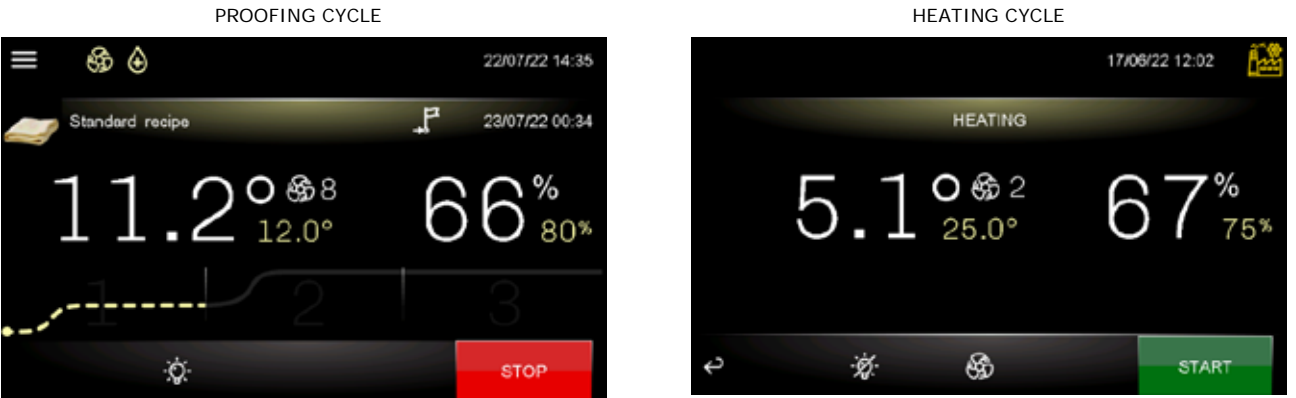 PROOFING CYCLE
22/07/22 14:35
Standard recipe
23/07/22 00:34
11.2° 8 66%
12.0° 80%
1 2 3
STOP
HEATING CYCLE
17/06/22 12:02
HEATING
5.1° 2 67%
25.0° 75%
START